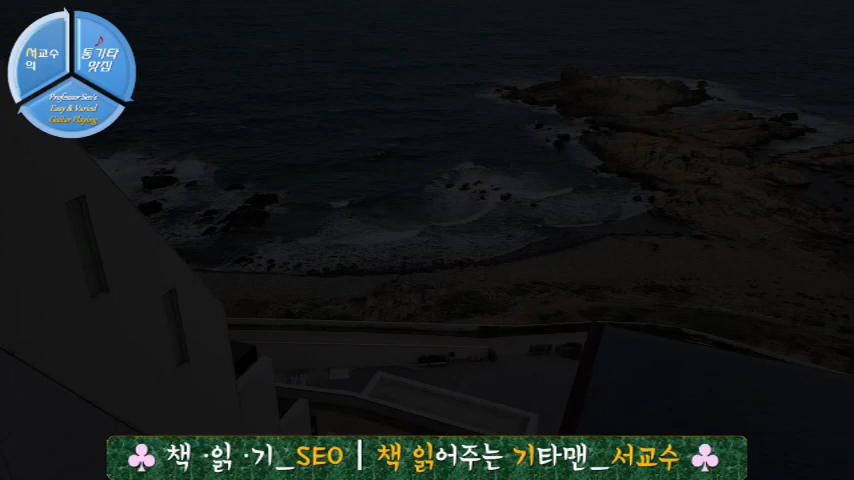 서교수
의
통기타
맛집
Professor Seo's
Easy & Varied
Guitar Playing
♣ 책 ·읽 ·기_SEO | 책 읽어주는 기타맨_서교수 ♣